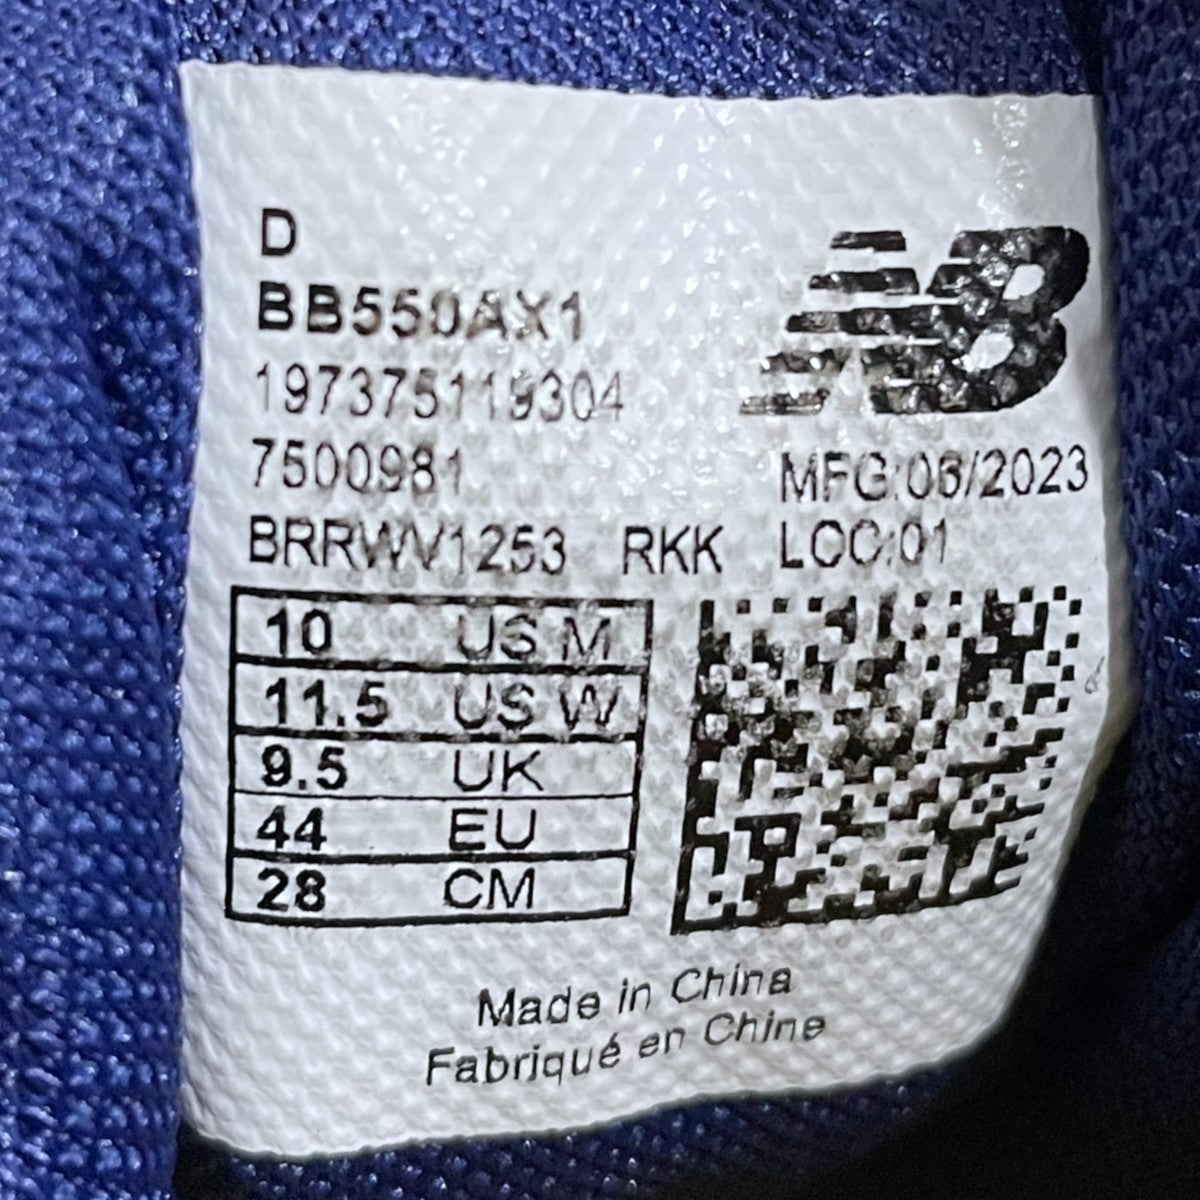 D
BB550AX1
197375119304
7500981
MFG:06/2023
BRRWV1253 RKK LOC:01
10 US M
11.5 US W
9.5 UK
44 EU
28 CM
Made in China
Fabriqué en Chine
NB